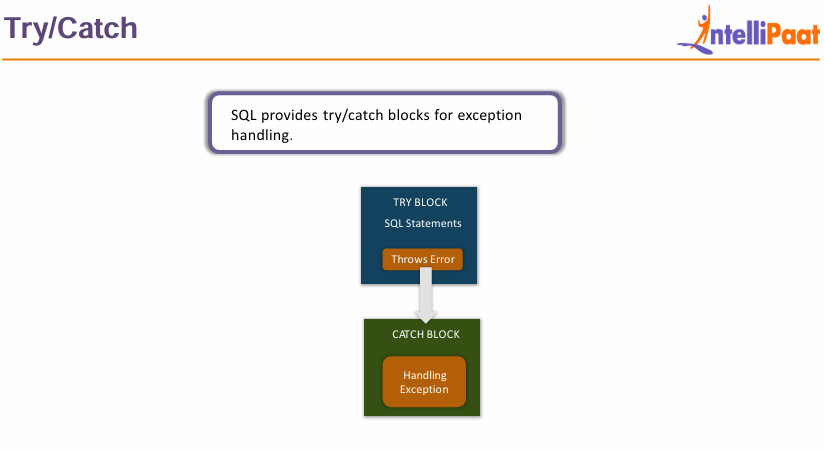 Try/Catch
IntelliPaat
SQL provides try/catch blocks for exception
handling.
TRY BLOCK
SQL Statements
Throws Error
CATCH BLOCK
Handling
Exception